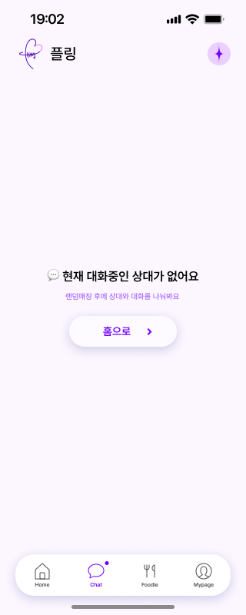 19:02
플링
💬 현재 대화중인 상대가 없어요
랜덤매칭 후에 상대와 대화를 나눠봐요
홈으로
Home
Chat
Foodie
Mypage